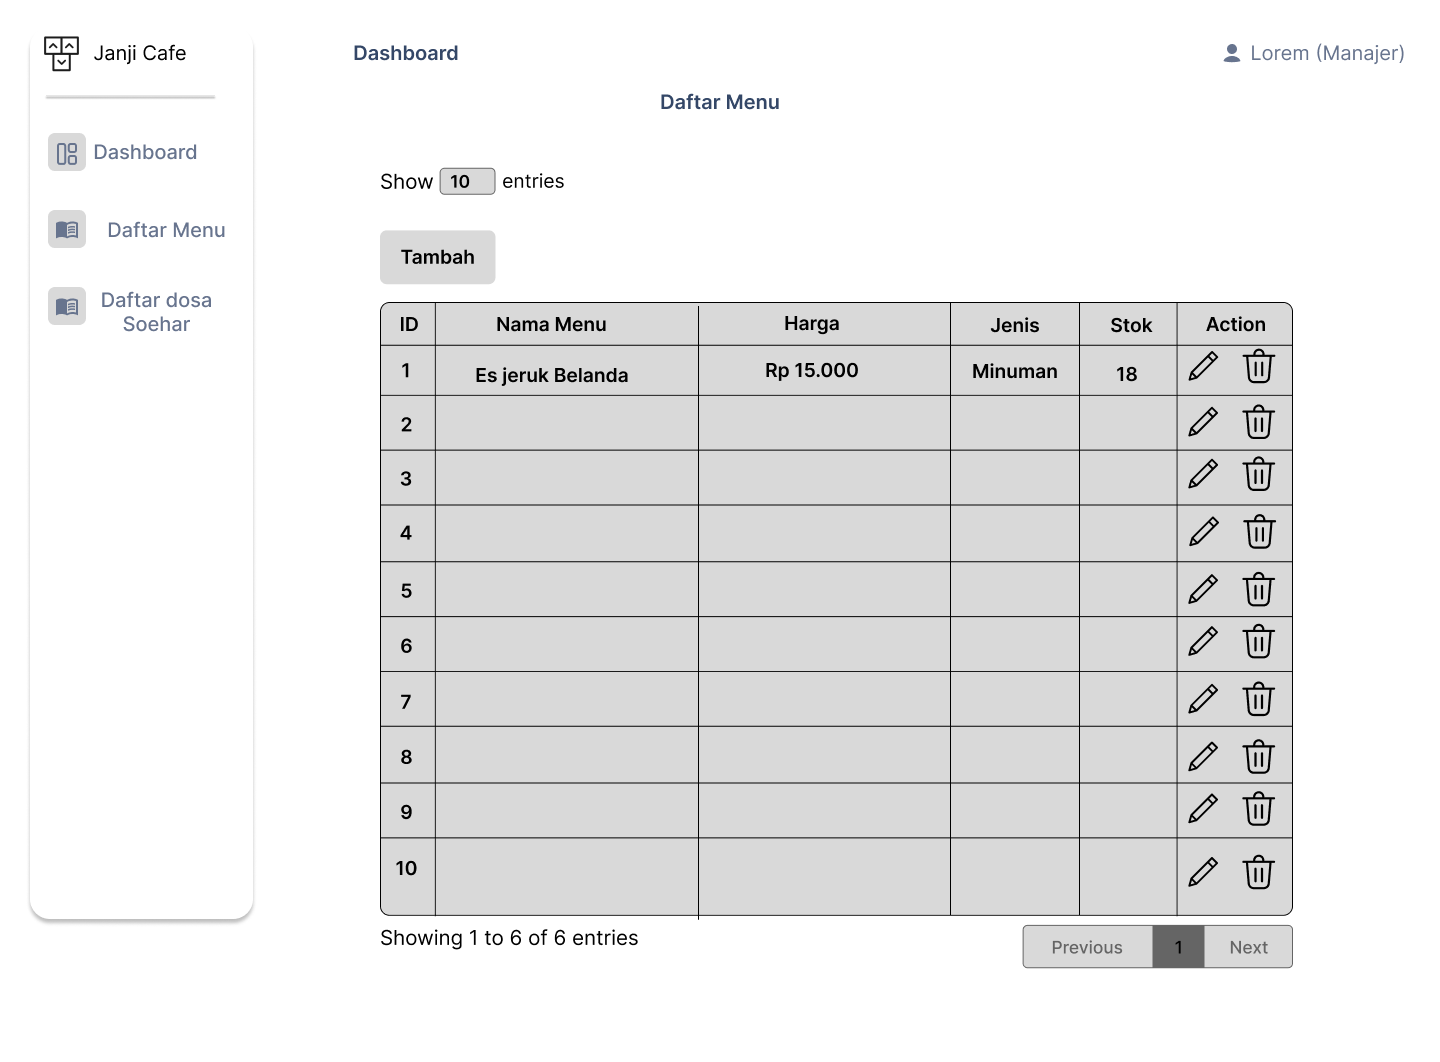 Janji Cafe
Dashboard
Lorem (Manajer)
Dashboard
Daftar Menu
Daftar dosa
Soehar
Daftar Menu
Show 10 entries
Tambah
ID Nama Menu Harga Jenis Stok Action
1 Es jeruk Belanda Rp 15.000 Minuman 18
2
3
4
5
6
7
8
9
10
Showing 1 to 6 of 6 entries
Previous 1 Next